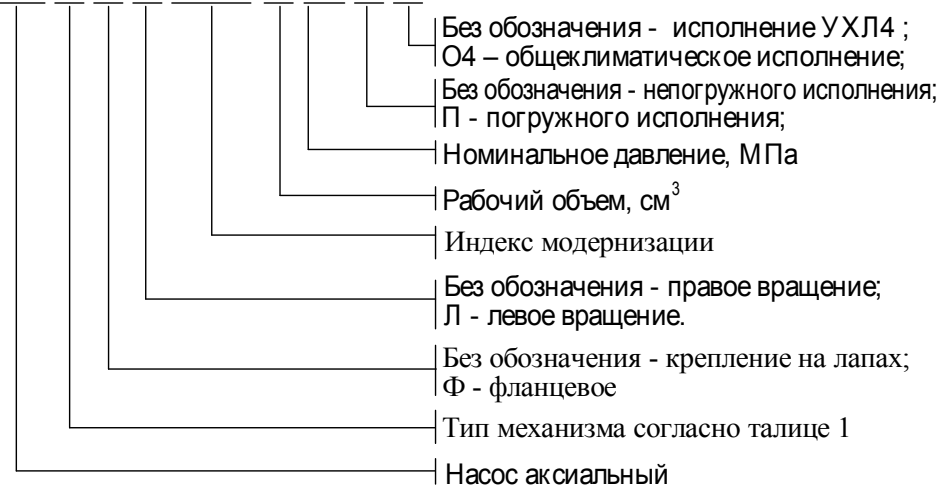 Без обозначения - исполнение УХЛ4 ;
О4 – общеклиматическое исполнение;
Без обозначения - непогружного исполнения;
П - погружного исполнения;
Номинальное давление, МПа
Рабочий объем, см³
Индекс модернизации
Без обозначения - правое вращение;
Л - левое вращение.
Без обозначения - крепление на лапах;
Ф - фланцевое
Тип механизма согласно талице 1
Насос аксиальный